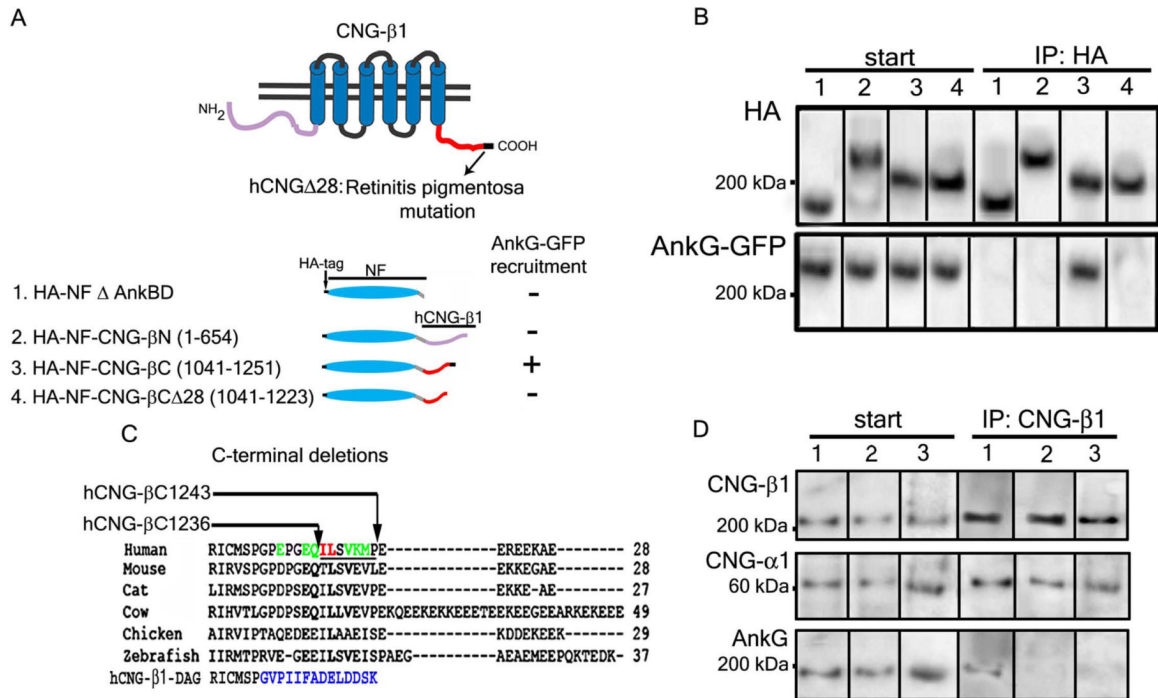 A
CNG-β1
NH2
COOH
hCNGΔ28: Retinitis pigmentosa
mutation
HA-tag
NF
AnkG-GFP
recruitment
1. HA-NF Δ AnkBD
-
hCNG-β1
2. HA-NF-CNG-βN (1-654)
-
3. HA-NF-CNG-βC (1041-1251)
+
4. HA-NF-CNG-βCΔ28 (1041-1223)
-
B
start IP: HA
1 2 3 4 1 2 3 4
HA
200 kDa
AnkG-GFP
200 kDa
C
C-terminal deletions
hCNG-βC1243
hCNG-βC1236
Human RICMSPGPEPGEQILSVKMPE---------------EREEKAE---- 28
Mouse RIRVSPGPDPGEQTLSVEVLE---------------EKKEGAE---- 28
Cat LIRMSPGPDPSEQILSVEVPE---------------EKKE-AE---- 27
Cow RIHVTLGPDPSEQILLVEVPEKQEEKEKKEEETEEKEEGEEARKEKEEE 49
Chicken AIRVIPTAQEDEEILAAEISE---------------KDDEKEEK---- 29
Zebrafish IIRMTPRVE-GEEILSVEISPAEG------------AEAEMEEPQKTEDK- 37
hCNG-β1-DAG RICMSPGVPIIFADELDDSK
D
start IP: CNG-β1
1 2 3 1 2 3
CNG-β1
200 kDa
CNG-α1
60 kDa
AnkG
200 kDa